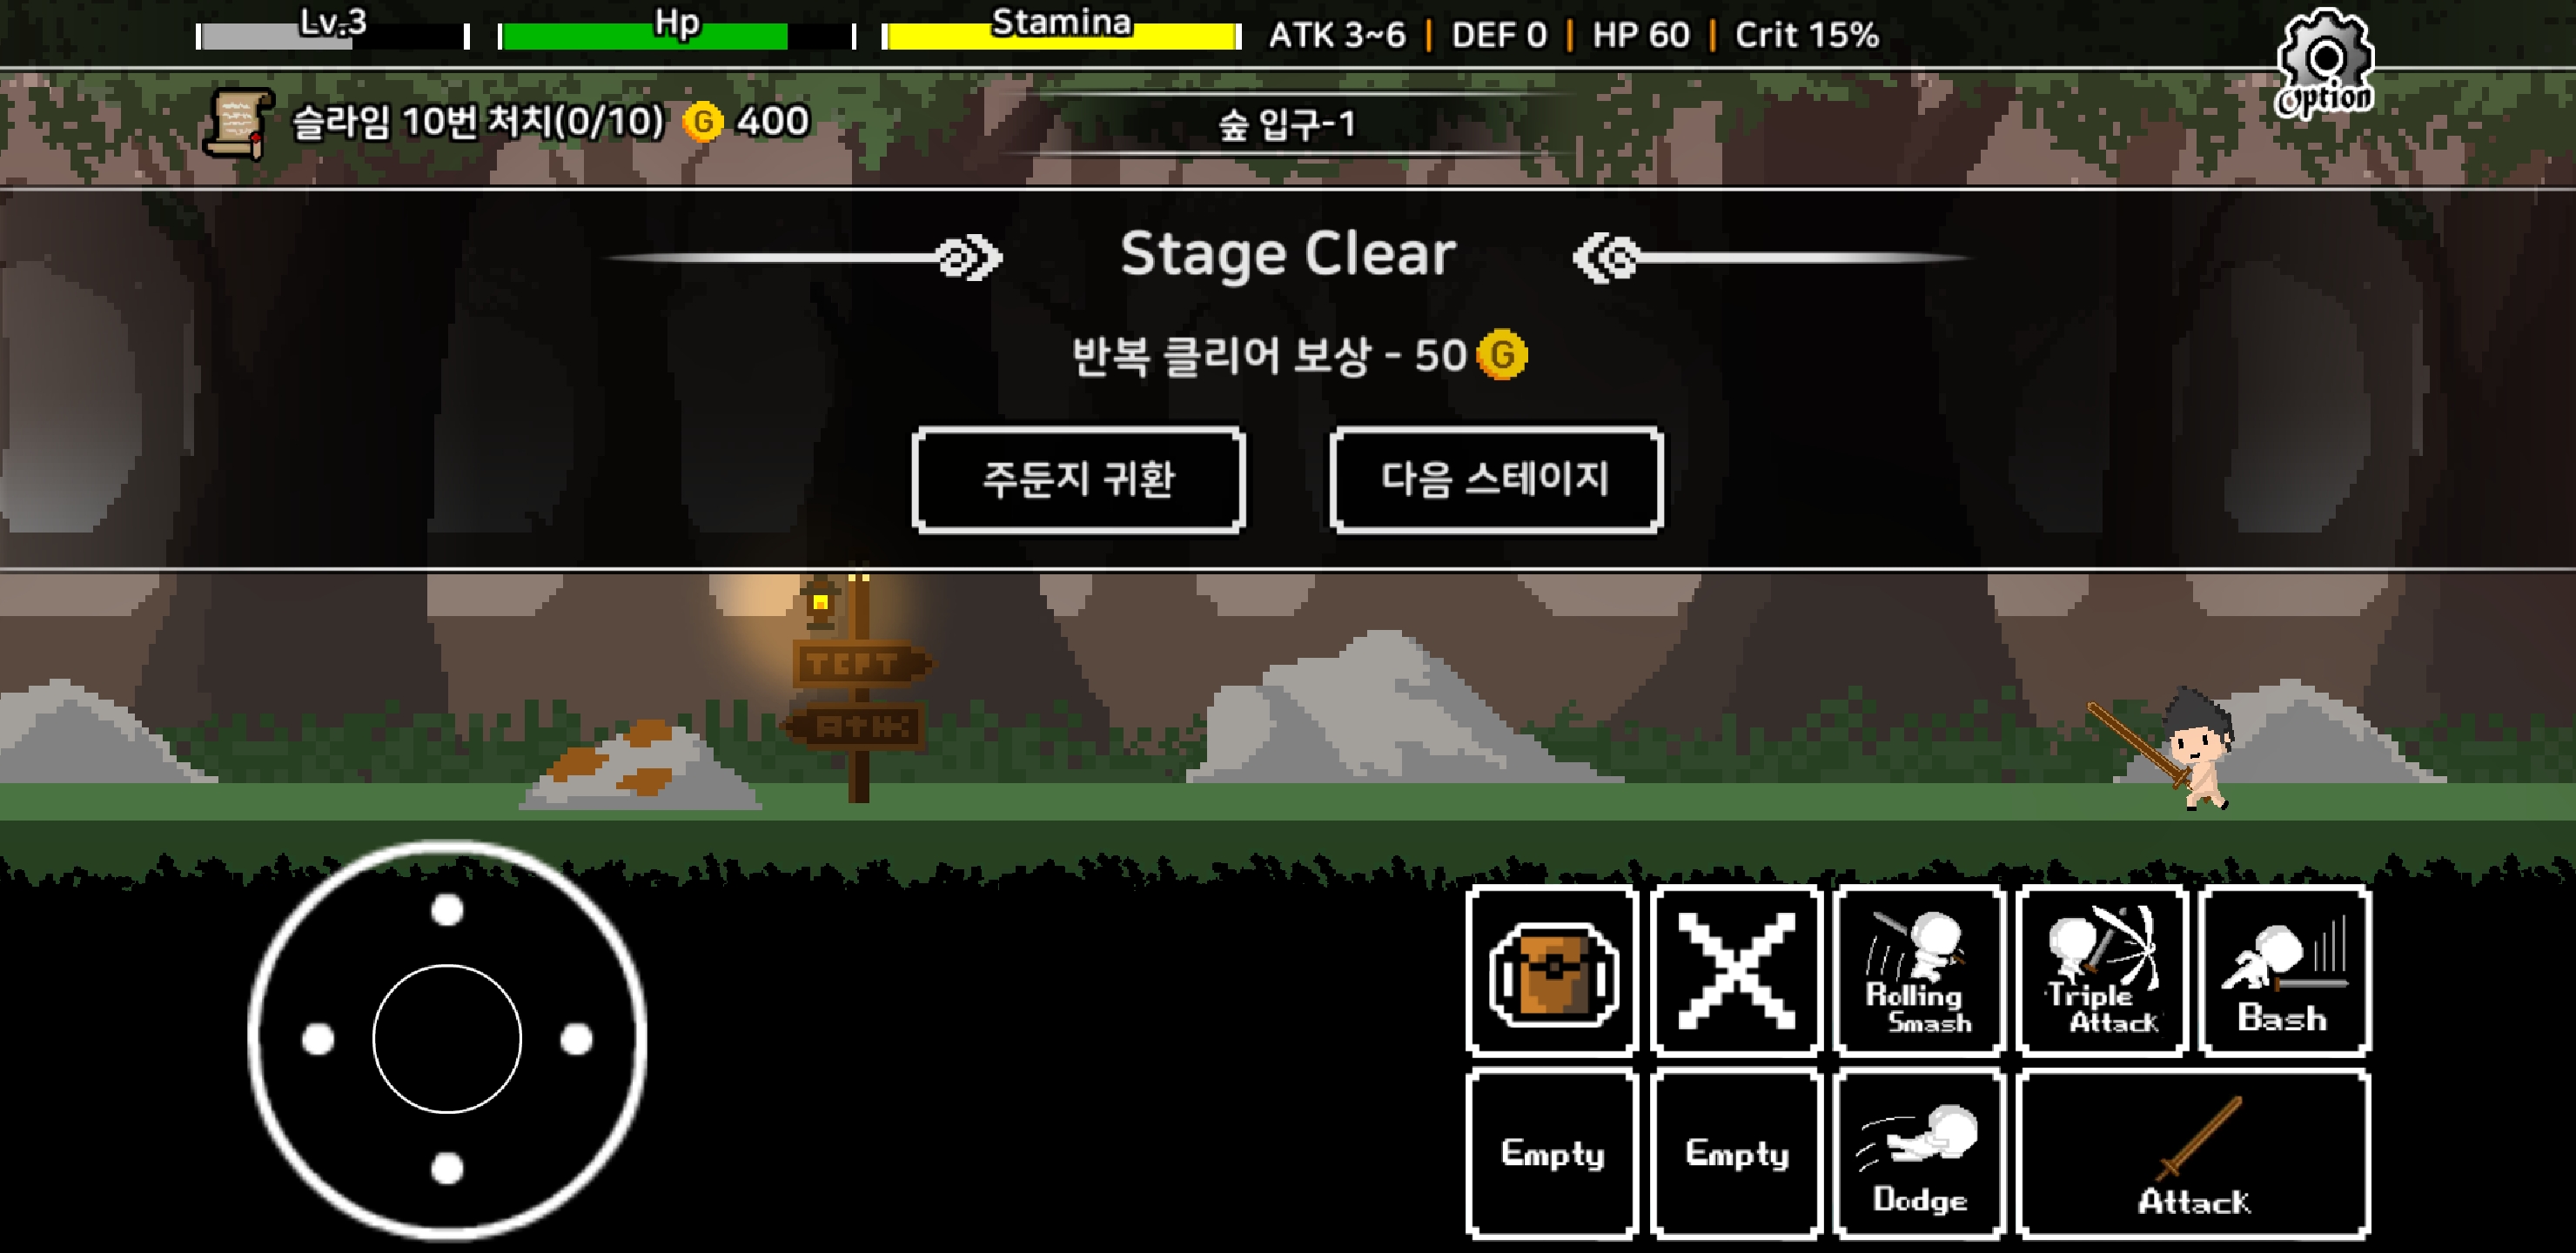 Lv.3 Hp Stamina ATK 3~6 | DEF 0 | HP 60 | Crit 15%
Option
슬라임 10번 처치(0/10) G 400
숲 입구-1
Stage Clear
반복 클리어 보상 - 50 G
주둔지 귀환 다음 스테이지
Rolling Smash
Triple Attack
Bash
Empty
Empty
Dodge
Attack